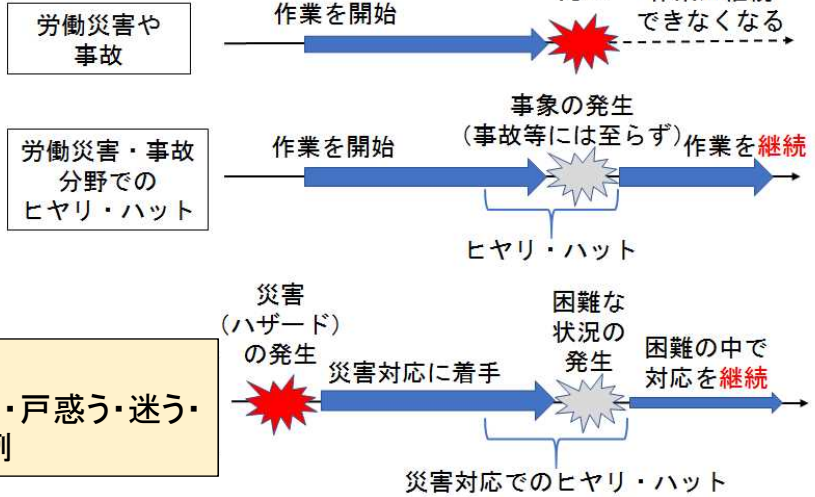 労働災害や
事故
作業を開始
できなくなる
労働災害・事故
分野での
ヒヤリ・ハット
作業を開始
事象の発生
(事故等には至らず)
作業を継続
ヒヤリ・ハット
災害
(ハザード)
の発生
災害対応に着手
困難な
状況の
発生
困難の中で
対応を継続
・戸惑う・迷う・
災害対応でのヒヤリ・ハット